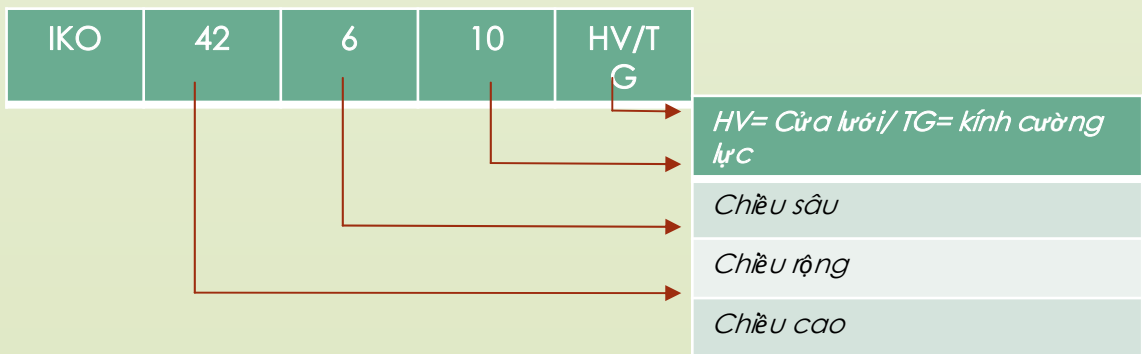 IKO 42 6 10 HV/T
G
HV= Cửa lưới/ TG= kính cường
lực
Chiều sâu
Chiều rộng
Chiều cao